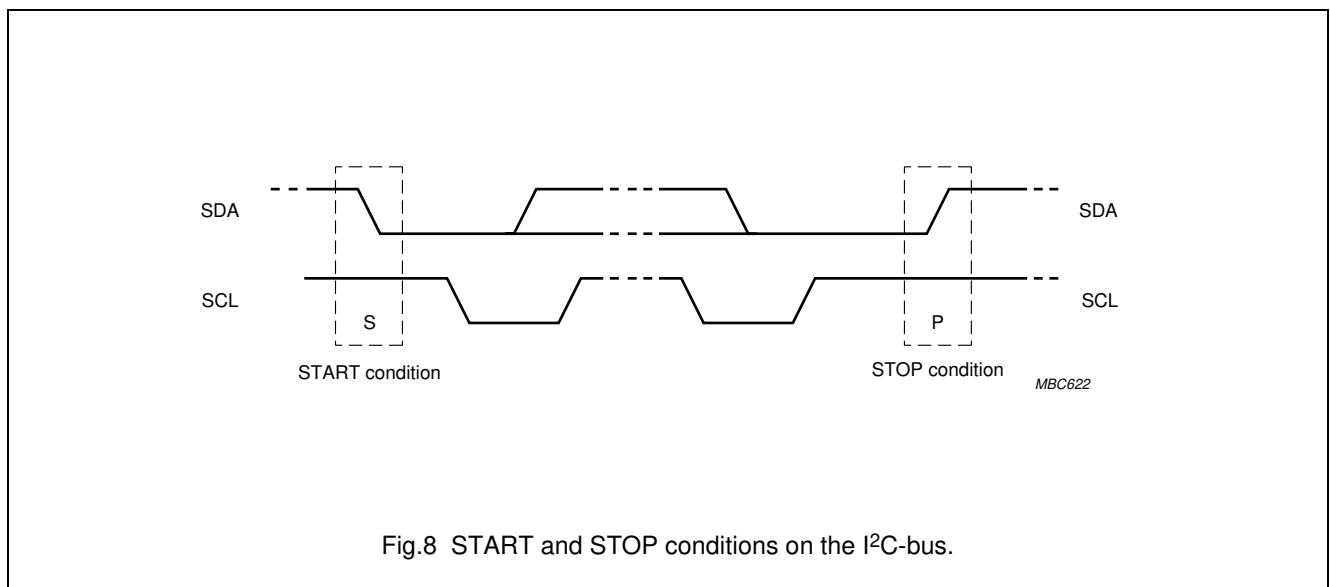 SDA
SDA
SCL
SCL
S
P
START condition
STOP condition
MBC622
Fig.8 START and STOP conditions on the I²C-bus.